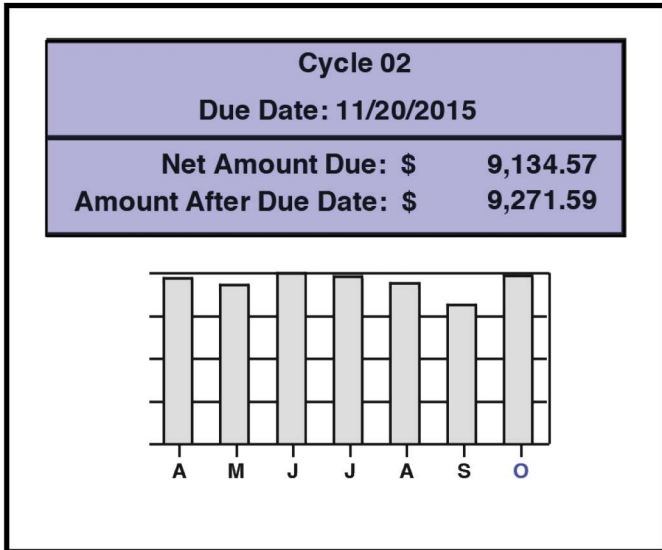 Cycle 02
Due Date: 11/20/2015
Net Amount Due: $ 9,134.57
Amount After Due Date: $ 9,271.59
A M J J A S O